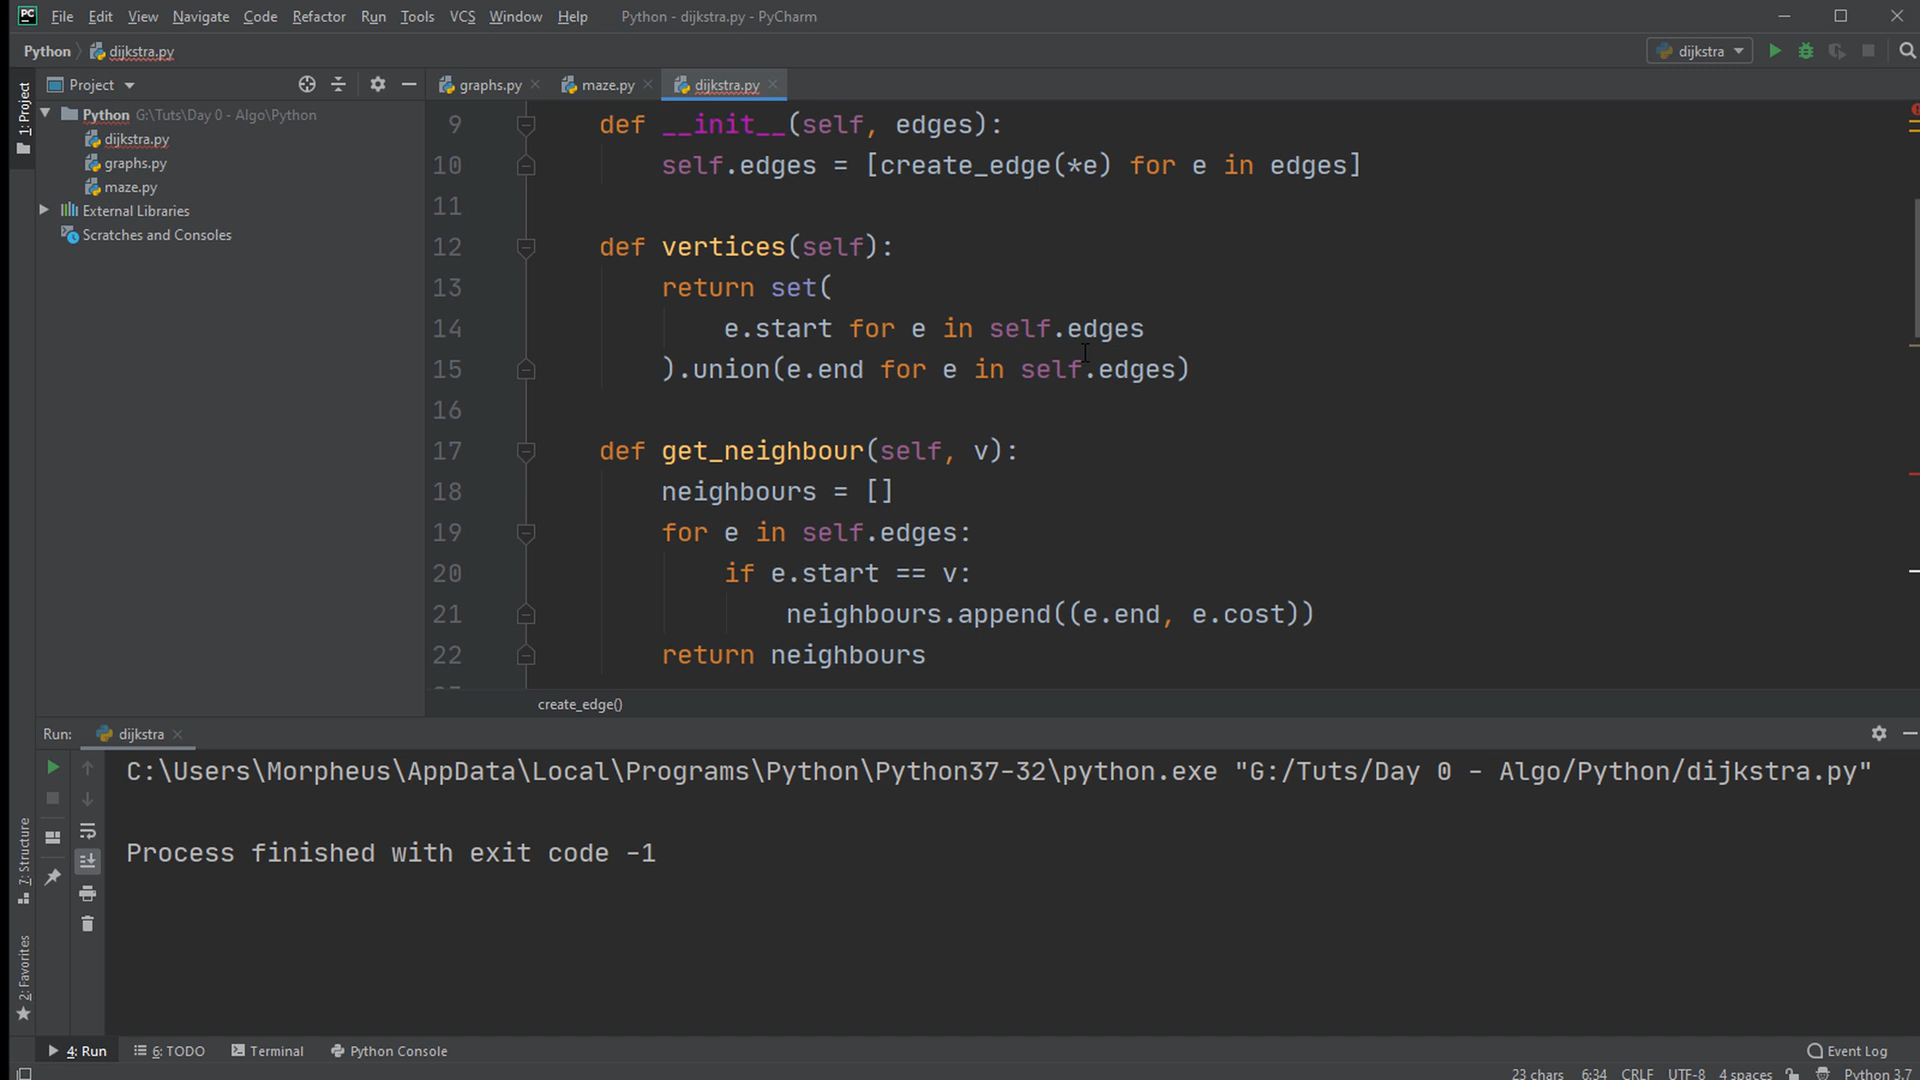 PC File Edit View Navigate Code Refactor Run Tools VCS Window Help Python - dijkstra.py - PyCharm
Python dijkstra.py dijkstra
1: Project
Project graphs.py maze.py dijkstra.py
Python G:\Tuts\Day 0 - Algo\Python
dijkstra.py
graphs.py
maze.py
External Libraries
Scratches and Consoles
9 def __init__(self, edges):
10 self.edges = [create_edge(*e) for e in edges]
11
12 def vertices(self):
13 return set(
14 e.start for e in self.edges
15 ).union(e.end for e in self.edges)
16
17 def get_neighbour(self, v):
18 neighbours = []
19 for e in self.edges:
20 if e.start == v:
21 neighbours.append((e.end, e.cost))
22 return neighbours
create_edge()
Run: dijkstra
C:\Users\Morpheus\AppData\Local\Programs\Python\Python37-32\python.exe "G:/Tuts/Day 0 - Algo/Python/dijkstra.py"
Process finished with exit code -1
7: Structure
2: Favorites
4: Run 6: TODO Terminal Python Console Event Log
23 chars 6:34 CRLF UTF-8 4 spaces Python 3.7